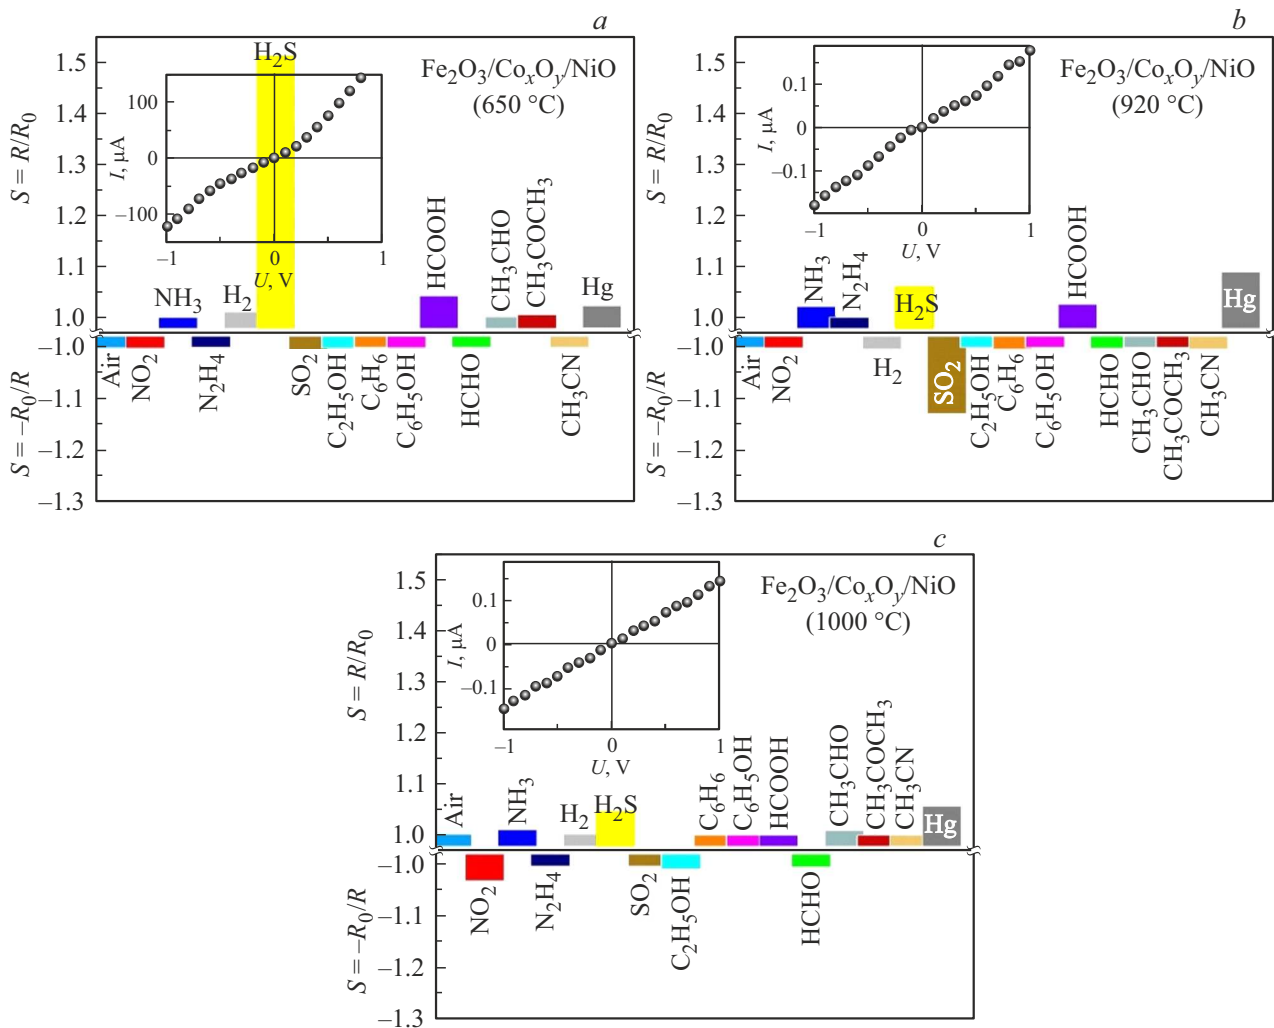 a
S = R/R₀
S = −R₀/R
1.5
1.4
1.3
1.2
1.1
1.0
−1.0
−1.1
−1.2
−1.3
Fe₂O₃/CoₓOᵧ/NiO
(650 °C)
I, μA
100
0
−100
−1
0
1
U, V
H₂S
NH₃
H₂
HCOOH
CH₃CHO
CH₃COCH₃
Hg
Air
NO₂
N₂H₄
SO₂
C₂H₅OH
C₆H₆
C₆H₅OH
HCHO
CH₃CN
b
S = R/R₀
S = −R₀/R
1.5
1.4
1.3
1.2
1.1
1.0
−1.0
−1.1
−1.2
−1.3
Fe₂O₃/CoₓOᵧ/NiO
(920 °C)
I, μA
0.1
0
−0.1
−1
0
1
U, V
NH₃
N₂H₄
H₂S
HCOOH
Hg
Air
NO₂
H₂
SO₂
C₂H₅OH
C₆H₆
C₆H₅OH
HCHO
CH₃CHO
CH₃COCH₃
CH₃CN
c
S = R/R₀
S = −R₀/R
1.5
1.4
1.3
1.2
1.1
1.0
−1.0
−1.1
−1.2
−1.3
Fe₂O₃/CoₓOᵧ/NiO
(1000 °C)
I, μA
0.1
0
−0.1
−1
0
1
U, V
Air
NH₃
H₂
H₂S
C₆H₆
C₆H₅OH
HCOOH
CH₃CHO
CH₃COCH₃
CH₃CN
Hg
NO₂
N₂H₄
SO₂
C₂H₅OH
HCHO